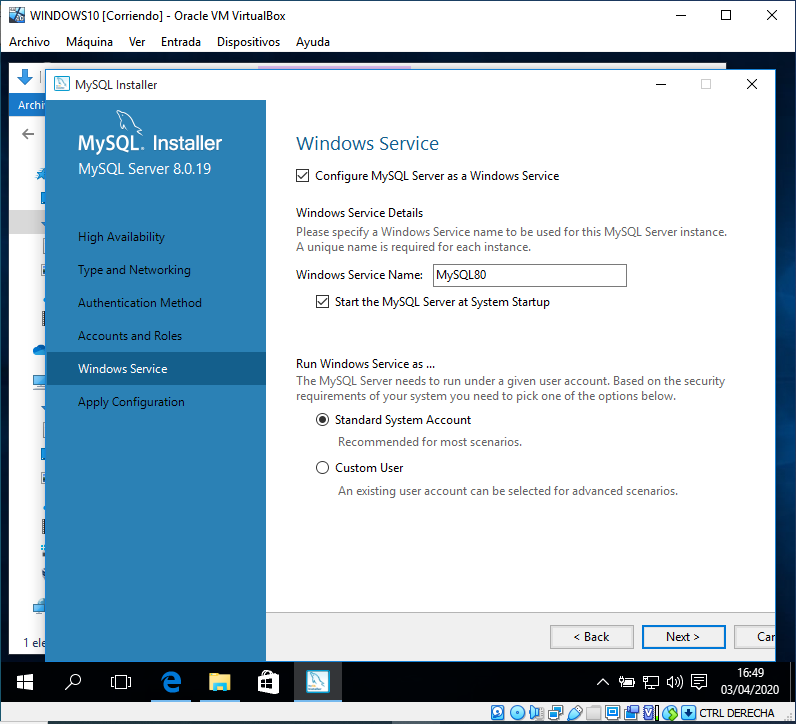 WINDOWS10 [Corriendo] - Oracle VM VirtualBox
Archivo Máquina Ver Entrada Dispositivos Ayuda
MySQL Installer
Archi
MySQL. Installer
MySQL Server 8.0.19
High Availability
Type and Networking
Authentication Method
Accounts and Roles
Windows Service
Apply Configuration
Windows Service
Configure MySQL Server as a Windows Service
Windows Service Details
Please specify a Windows Service name to be used for this MySQL Server instance.
A unique name is required for each instance.
Windows Service Name: MySQL80
Start the MySQL Server at System Startup
Run Windows Service as ...
The MySQL Server needs to run under a given user account. Based on the security
requirements of your system you need to pick one of the options below.
Standard System Account
Recommended for most scenarios.
Custom User
An existing user account can be selected for advanced scenarios.
1 ele
< Back Next > Can
16:49
03/04/2020
CTRL DERECHA